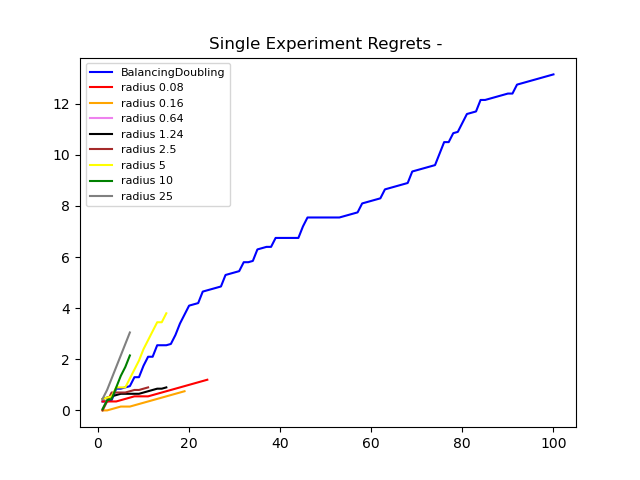 Single Experiment Regrets -
BalancingDoubling
radius 0.08
radius 0.16
radius 0.64
radius 1.24
radius 2.5
radius 5
radius 10
radius 25
12
10
8
6
4
2
0
0 20 40 60 80 100